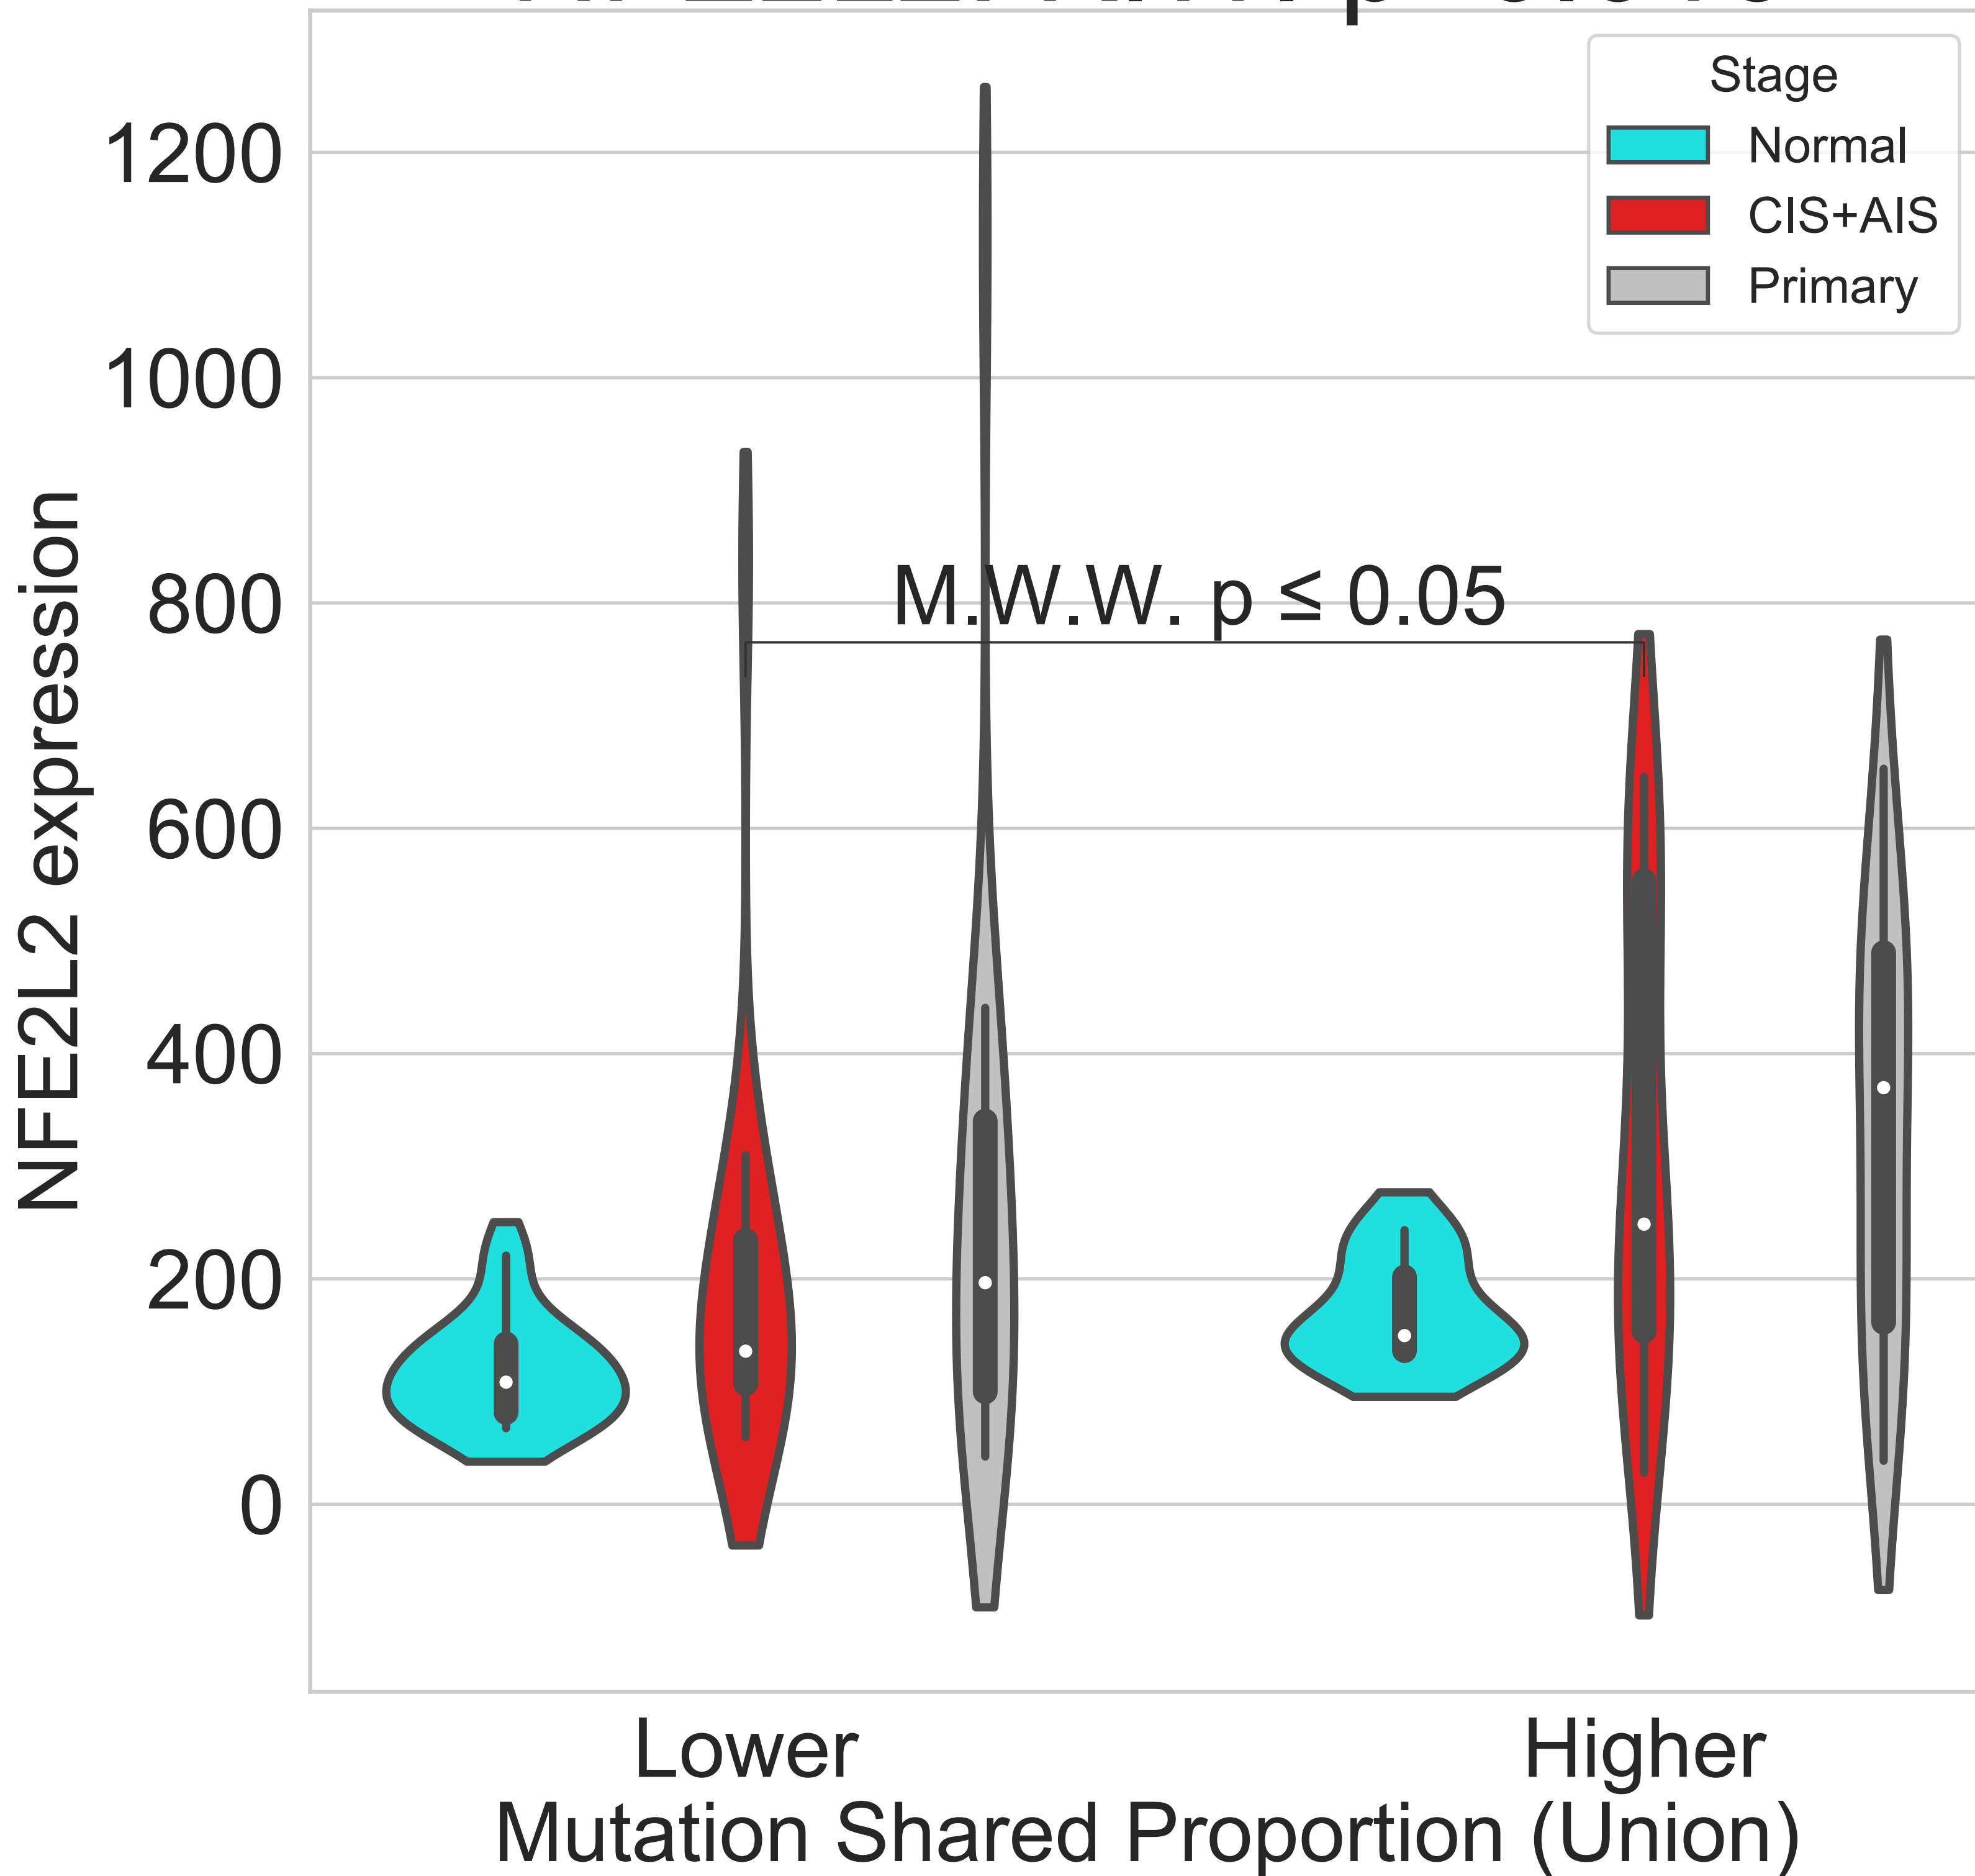 Stage
Normal
CIS+AIS
Primary
1200
1000
800
600
400
200
0
NFE2L2 expression
M.W.W. p ≤ 0.05
Lower
Higher
Mutation Shared Proportion (Union)